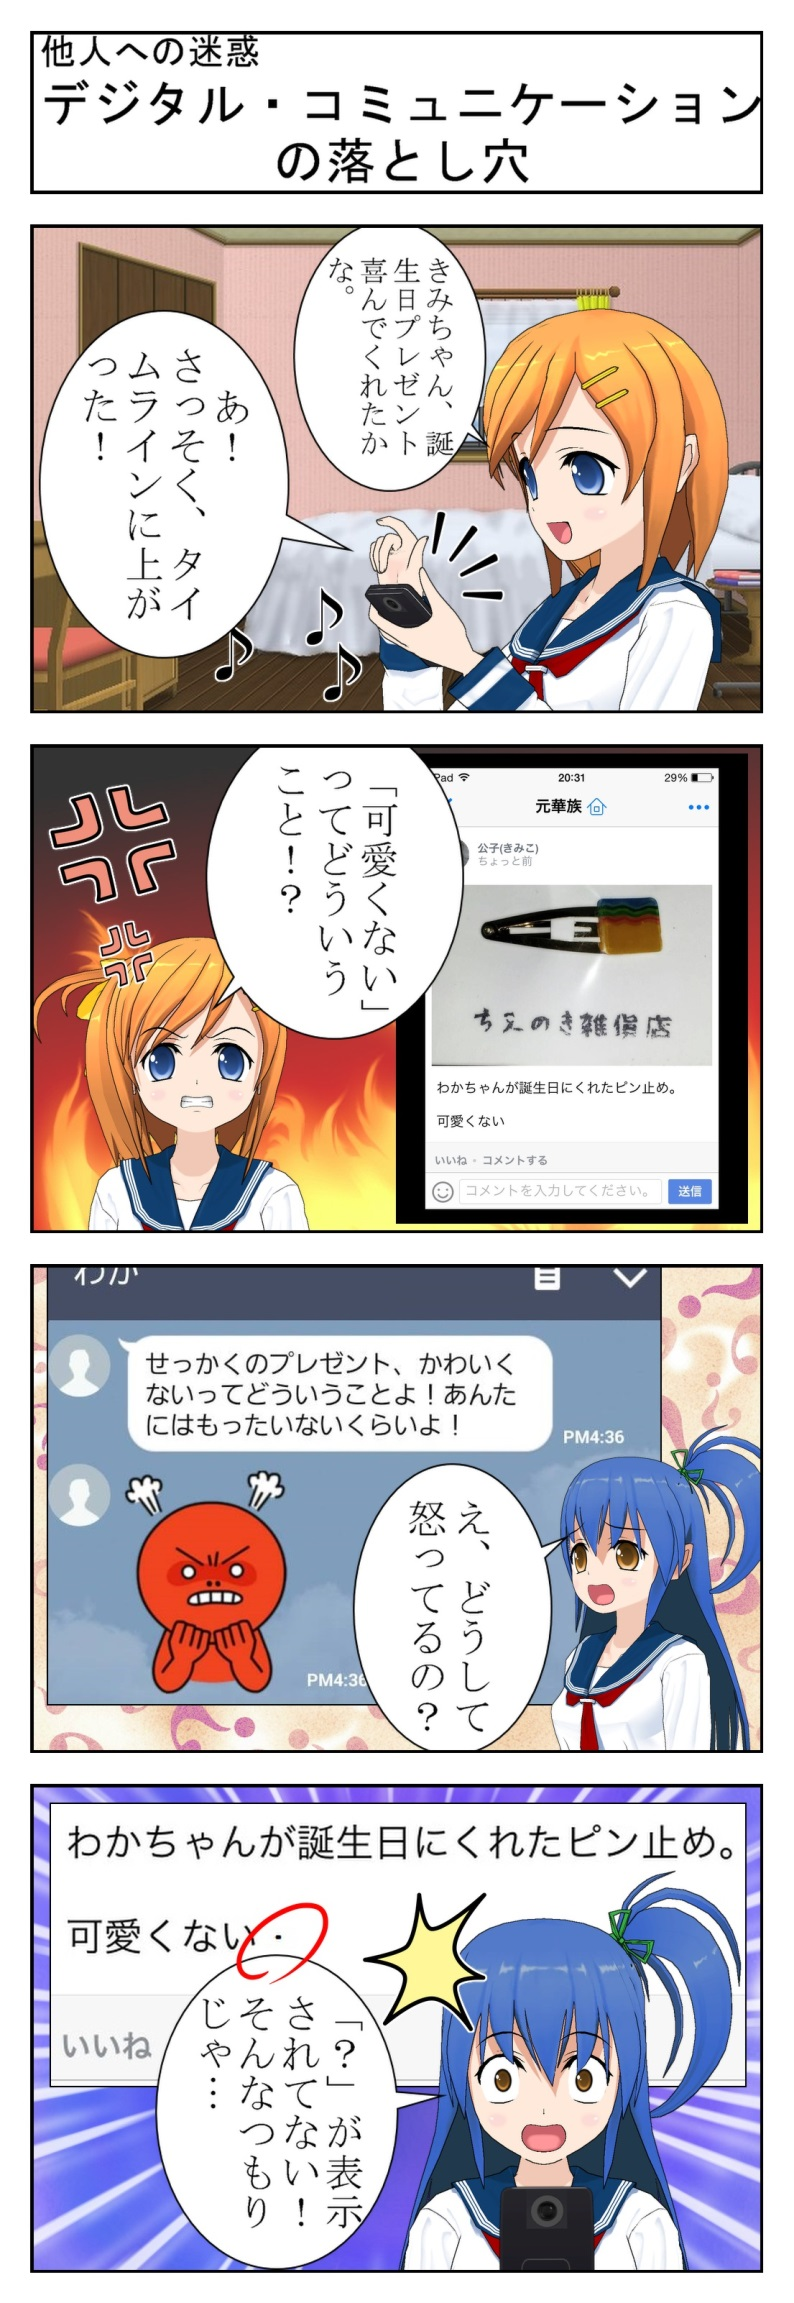 他人への迷惑
デジタル・コミュニケーション
の落とし穴
きみちゃん、誕
生日プレゼント
喜んでくれたか
な。
あ!
さっそく、タイ
ムラインに上が
った!
「可愛くない」
ってどういう
こと!?
Pad
20:31
29%
元華族
公子(きみこ)
ちょっと前
ちえのき雑貨店
わかちゃんが誕生日にくれたピン止め。
可愛くない
いいね・コメントする
コメントを入力してください。
送信
わか
せっかくのプレゼント、かわいく
ないってどういうことよ!あんた
にはもったいないくらいよ!
PM4:36
PM4:36
え、どうして
怒ってるの?
わかちゃんが誕生日にくれたピン止め。
可愛くない・
いいね
「?」が表示
されてない!
そんなつもり
じゃ…